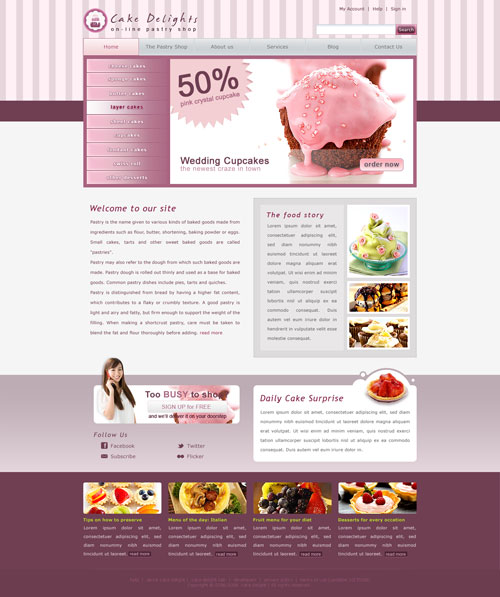 My Account | Help | Sign in
Cake Delights
on-line pastry shop
Search
Home
The Pastry Shop
About us
Services
Blog
Contact Us
cheese cakes
sponge cakes
butter cakes
layer cakes
sheet cakes
cupcakes
fondant cakes
swiss roll
other desserts
50%
pink crystal cupcake
Wedding Cupcakes
the newest craze in town
order now
Welcome to our site
Pastry is the name given to various kinds of baked goods made from
ingredients such as flour, butter, shortening, baking powder or eggs.
Small cakes, tarts and other sweet baked goods are called
"pastries".
Pastry may also refer to the dough from which such baked goods are
made. Pastry dough is rolled out thinly and used as a base for baked
goods. Common pastry dishes include pies, tarts and quiches.
Pastry is distinguished from bread by having a higher fat content,
which contributes to a flaky or crumbly texture. A good pastry is
light and airy and fatty, but firm enough to support the weight of the
filling. When making a shortcrust pastry, care must be taken to
blend the fat and flour thoroughly before adding. read more
The food story
Lorem ipsum dolor sit amet,
consectetuer adipiscing elit,
sed diam nonummy nibh
euismod tincidunt ut laoreet
dolore magna aliquam erat
volutpat. Ut wisi enim ad
minim veniam, quis nostrud
exerci tation
ullamcorper suscipit
lobortis nisl ut aliquip ex ea
commodo consequat. Duis
autem vel eum iriure dolor in
hendrerit in vulputate velit esse
molestie consequat.
Too BUSY to shop?
SIGN up for FREE
and we'll deliver it on your doorstep
Follow Us
Facebook
Twitter
Subscribe
Flicker
Daily Cake Surprise
Lorem ipsum dolor sit amet, consectetuer adipiscing elit, sed diam
nonummy nibh euismod tincidunt ut laoreet dolore magna aliquam
erat volutpat. Ut wisi enim ad minim veniam, quis nostrud exerci
tation ullamcorper suscipit lobortis nisl ut aliquip ex ea commodo
consequat.
Tips on how to preserve
Lorem ipsum dolor sit
amet, consectetuer
adipiscing elit, sed
diam nonummy nibh euismod
tincidunt ut laoreet. read more
Menu of the day: Italian
Lorem ipsum dolor sit
amet, consectetuer
adipiscing elit, sed
diam nonummy nibh euismod
tincidunt ut laoreet. read more
Fruit menu for your diet
Lorem ipsum dolor sit
amet, consectetuer
adipiscing elit, sed
diam nonummy nibh euismod
tincidunt ut laoreet. read more
Desserts for every occation
Lorem ipsum dolor sit
amet, consectetuer
adipiscing elit, sed
diam nonummy nibh euismod
tincidunt ut laoreet. read more